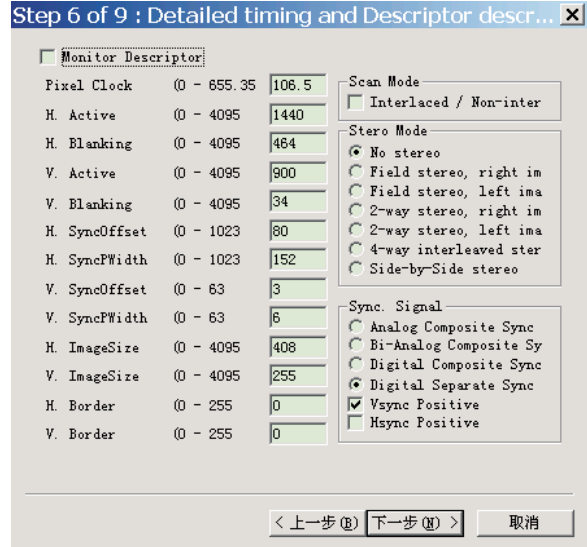 Step 6 of 9 : Detailed timing and Descriptor descr...
Monitor Descriptor
Pixel Clock (0 - 655.35 106.5
H. Active (0 - 4095 1440
H. Blanking (0 - 4095 464
V. Active (0 - 4095 900
V. Blanking (0 - 4095 34
H. SyncOffset (0 - 1023 80
H. SyncPWidth (0 - 1023 152
V. SyncOffset (0 - 63 3
V. SyncPWidth (0 - 63 6
H. ImageSize (0 - 4095 408
V. ImageSize (0 - 4095 255
H. Border (0 - 255 0
V. Border (0 - 255 0
Scan Mode
Interlaced / Non-inter
Stero Mode
No stereo
Field stereo, right im
Field stereo, left ima
2-way stereo, right im
2-way stereo, left ima
4-way interleaved ster
Side-by-Side stereo
Sync. Signal
Analog Composite Sync
Bi-Analog Composite Sy
Digital Composite Sync
Digital Separate Sync
Vsync Positive
Hsync Positive
< 上一步(B) 下一步(N) > 取消